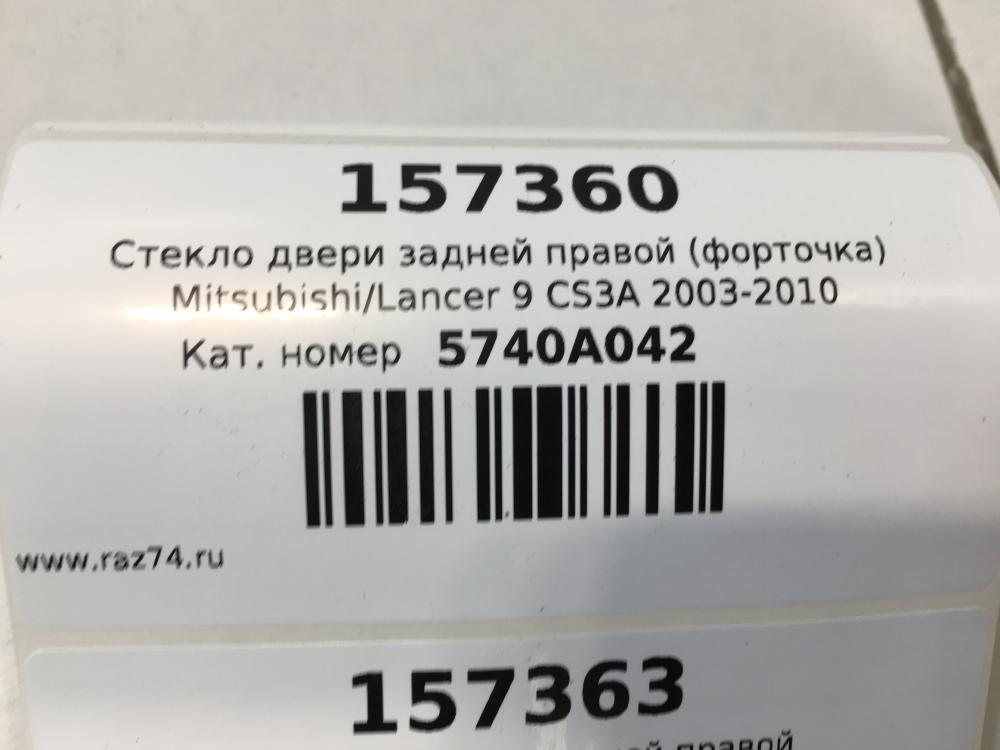 157360
Стекло двери задней правой (форточка)
Mitsubishi/Lancer 9 CS3A 2003-2010
Кат. номер 5740A042
www.raz74.ru
157363
правой